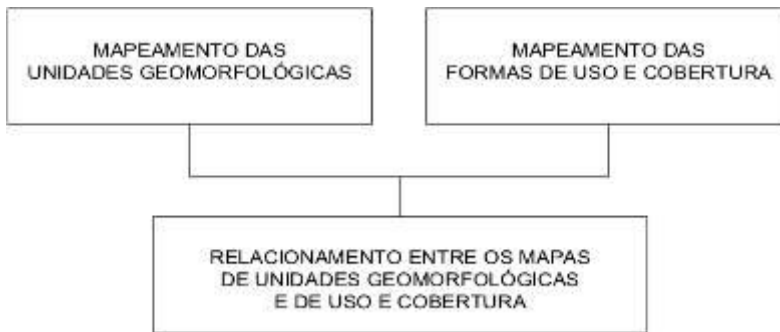 MAPEAMENTO DAS
UNIDADES GEOMORFOLÓGICAS
MAPEAMENTO DAS
FORMAS DE USO E COBERTURA
RELACIONAMENTO ENTRE OS MAPAS
DE UNIDADES GEOMORFOLÓGICAS
E DE USO E COBERTURA